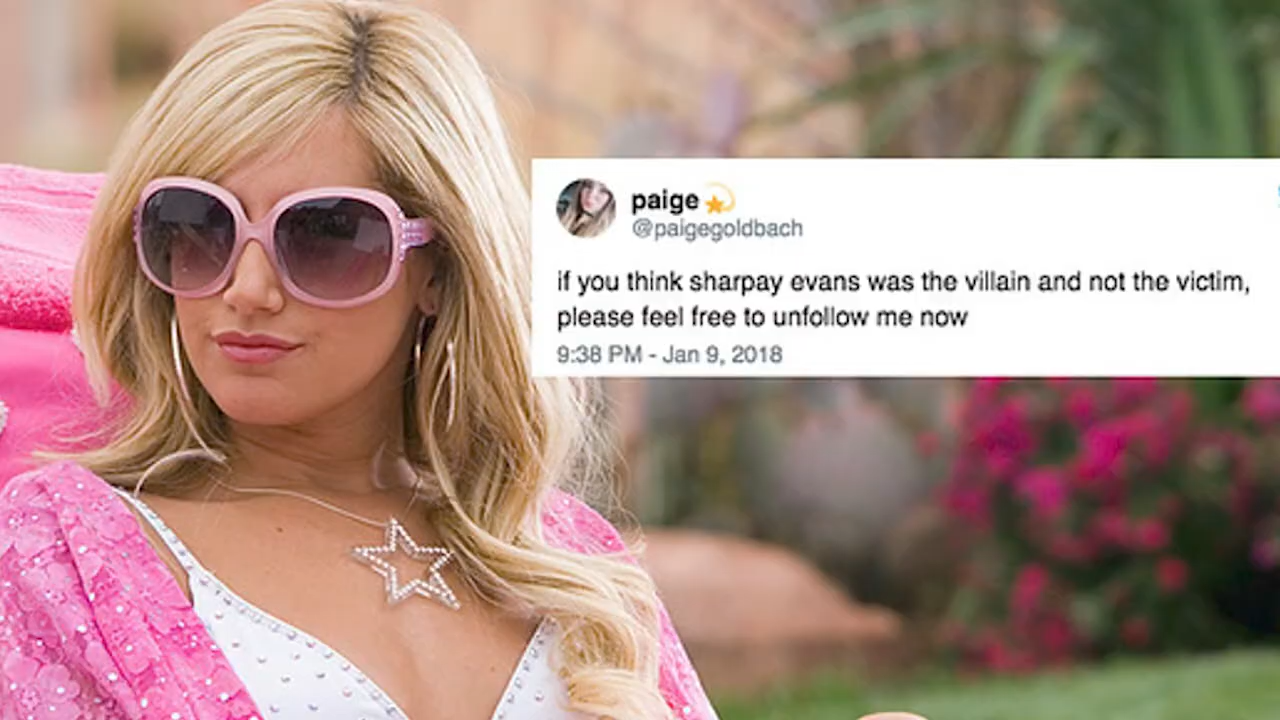 paige
@paigegoldbach
if you think sharpay evans was the villain and not the victim,
please feel free to unfollow me now
9:38 PM - Jan 9, 2018